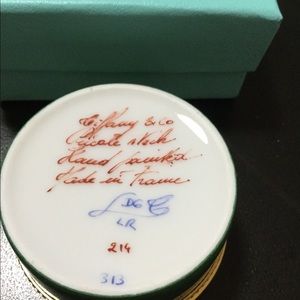 Tiffany & Co
Private Stock
Hand painted
Made in France
LR
214
313